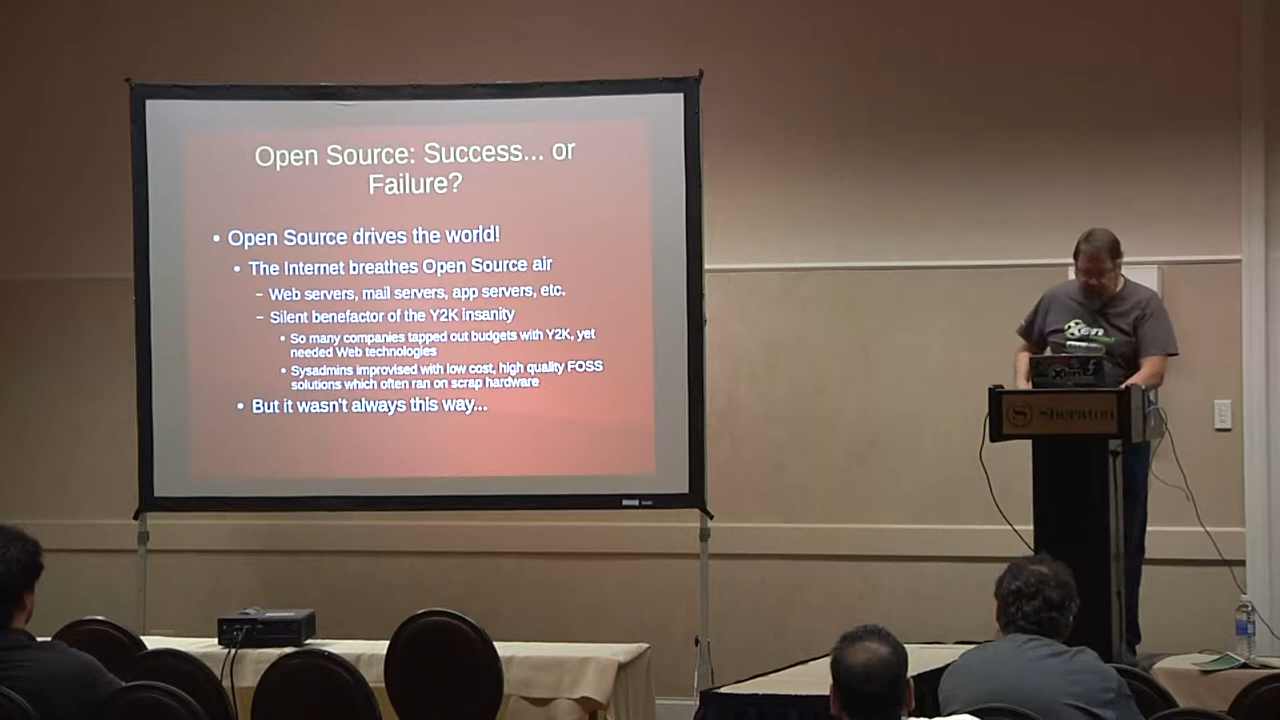 Open Source: Success... or
Failure?
• Open Source drives the world!
• The Internet breathes Open Source air
– Web servers, mail servers, app servers, etc.
– Silent benefactor of the Y2K insanity
• So many companies tapped out budgets with Y2K, yet
needed Web technologies
• Sysadmins improvised with low cost, high quality FOSS
solutions which often ran on scrap hardware
• But it wasn't always this way...
Xen
Xen
S Sheraton